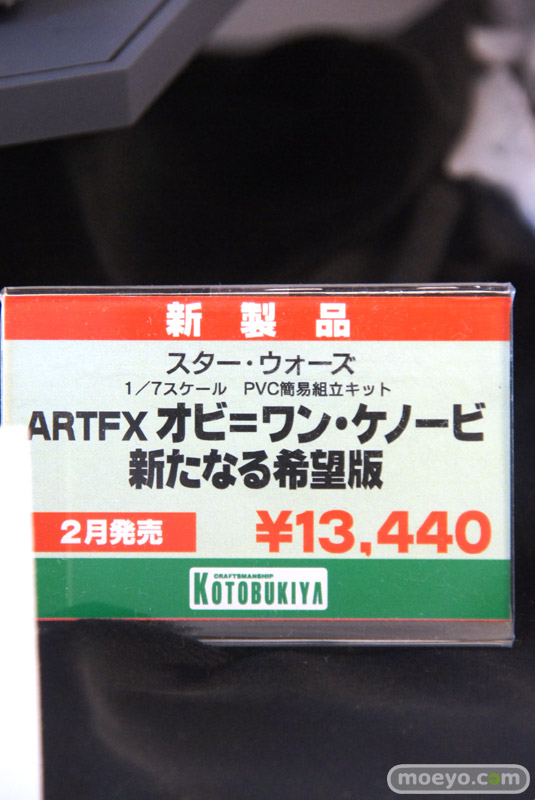 新製品
スター・ウォーズ
1/7スケール PVC簡易組立キット
ARTFX オビ=ワン・ケノービ
新たなる希望版
2月発売 ¥13,440
CRAFTSMANSHIP
KOTOBUKIYA
moeyo.com